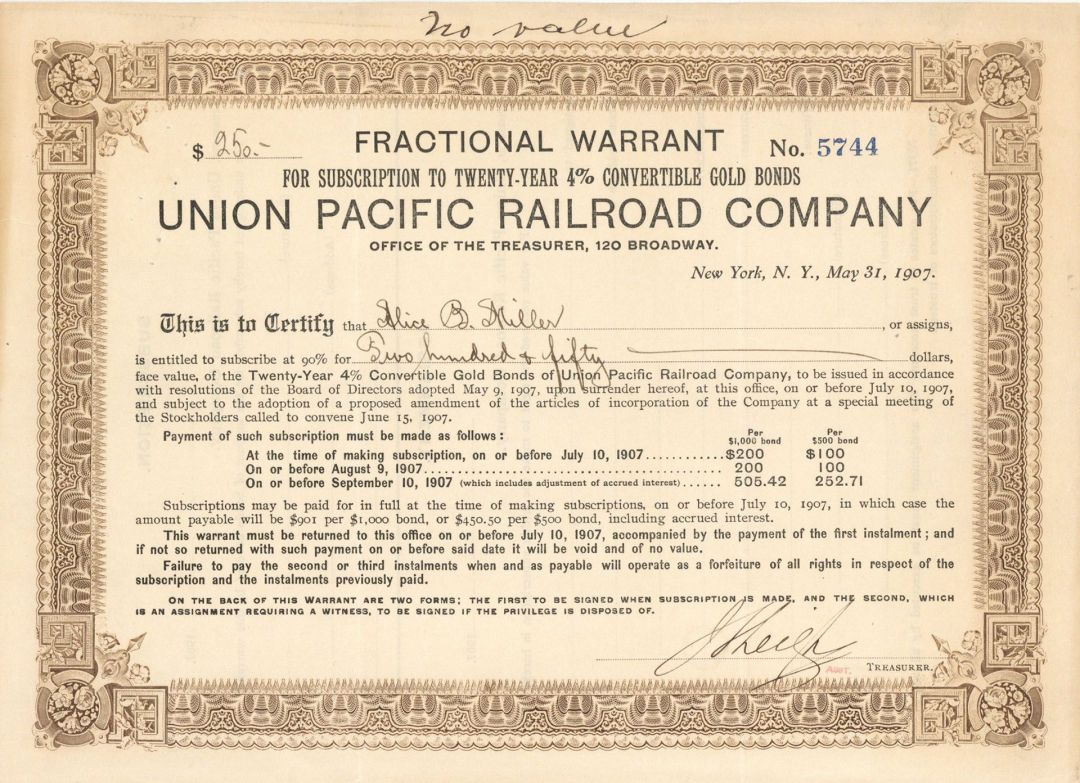 No value
$ 250.-
FRACTIONAL WARRANT
No. 5744
FOR SUBSCRIPTION TO TWENTY-YEAR 4% CONVERTIBLE GOLD BONDS
UNION PACIFIC RAILROAD COMPANY
OFFICE OF THE TREASURER, 120 BROADWAY.
New York, N. Y., May 31, 1907.
This is to Certify that Alice B. Miller, or assigns,
is entitled to subscribe at 90% for Two hundred & fifty dollars,
face value, of the Twenty-Year 4% Convertible Gold Bonds of Union Pacific Railroad Company, to be issued in accordance
with resolutions of the Board of Directors adopted May 9, 1907, upon surrender hereof, at this office, on or before July 10, 1907,
and subject to the adoption of a proposed amendment of the articles of incorporation of the Company at a special meeting of
the Stockholders called to convene June 15, 1907.
Payment of such subscription must be made as follows:
Per $1,000 bond
Per $500 bond
At the time of making subscription, on or before July 10, 1907............ $200 $100
On or before August 9, 1907...................................................... 200 100
On or before September 10, 1907 (which includes adjustment of accrued interest)...... 505.42 252.71
Subscriptions may be paid for in full at the time of making subscriptions, on or before July 10, 1907, in which case the
amount payable will be $901 per $1,000 bond, or $450.50 per $500 bond, including accrued interest.
This warrant must be returned to this office on or before July 10, 1907, accompanied by the payment of the first instalment; and
if not so returned with such payment on or before said date it will be void and of no value.
Failure to pay the second or third instalments when and as payable will operate as a forfeiture of all rights in respect of the
subscription and the instalments previously paid.
ON THE BACK OF THIS WARRANT ARE TWO FORMS; THE FIRST TO BE SIGNED WHEN SUBSCRIPTION IS MADE, AND THE SECOND, WHICH
IS AN ASSIGNMENT REQUIRING A WITNESS, TO BE SIGNED IF THE PRIVILEGE IS DISPOSED OF.
ASST. TREASURER.